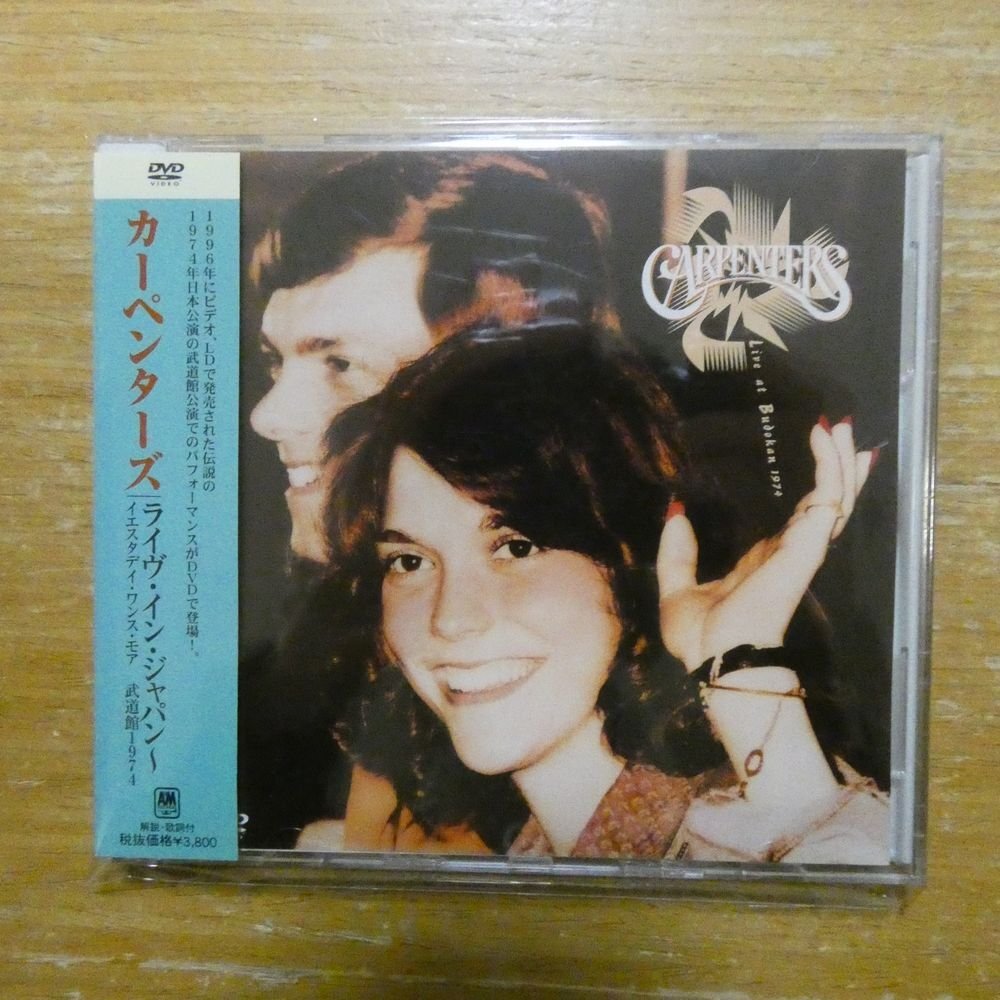 DVD
VIDEO
1996年にビデオ、LDで発売された伝説の
1974年日本公演の武道館公演でのパフォーマンスがDVDで登場!。
カーペンターズ
ライヴ・イン・ジャパン〜
イエスタデイ・ワンス・モア 武道館1974
A&M
解説・歌詞付
税抜価格¥3,800
CARPENTERS
Live at Budokan 1974
2